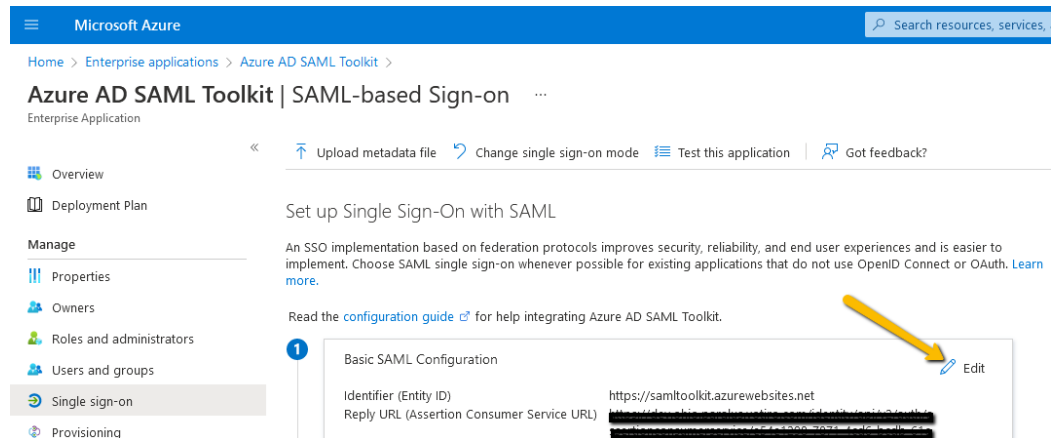 Microsoft Azure
Search resources, services,
Home > Enterprise applications > Azure AD SAML Toolkit >
Azure AD SAML Toolkit | SAML-based Sign-on ...
Enterprise Application
«
Upload metadata file Change single sign-on mode Test this application Got feedback?
Overview
Deployment Plan
Manage
Properties
Owners
Roles and administrators
Users and groups
Single sign-on
Provisioning
Set up Single Sign-On with SAML
An SSO implementation based on federation protocols improves security, reliability, and end user experiences and is easier to
implement. Choose SAML single sign-on whenever possible for existing applications that do not use OpenID Connect or OAuth. Learn
more.
Read the configuration guide for help integrating Azure AD SAML Toolkit.
1
Basic SAML Configuration
Edit
Identifier (Entity ID) https://samltoolkit.azurewebsites.net
Reply URL (Assertion Consumer Service URL)